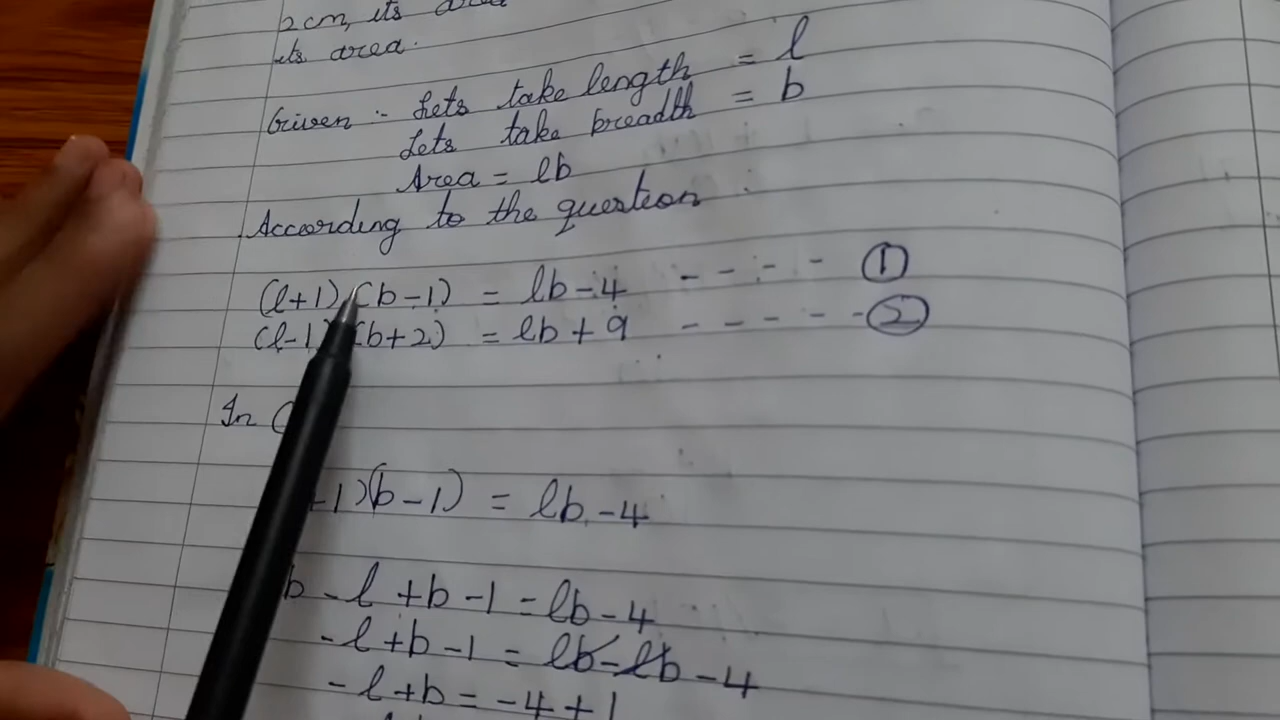 2cm, its area
its area.
Given :- Lets take length = l
Lets take breadth = b
Area = lb
According to the question
(l+1) (b-1) = lb-4 - - - - ①
(l-1) (b+2) = lb+9 - - - - - ②
In
1)(b-1) = lb-4
b-l+b-1 = lb-4
-l+b-1 = lb-lb-4
-l+b = -4+1